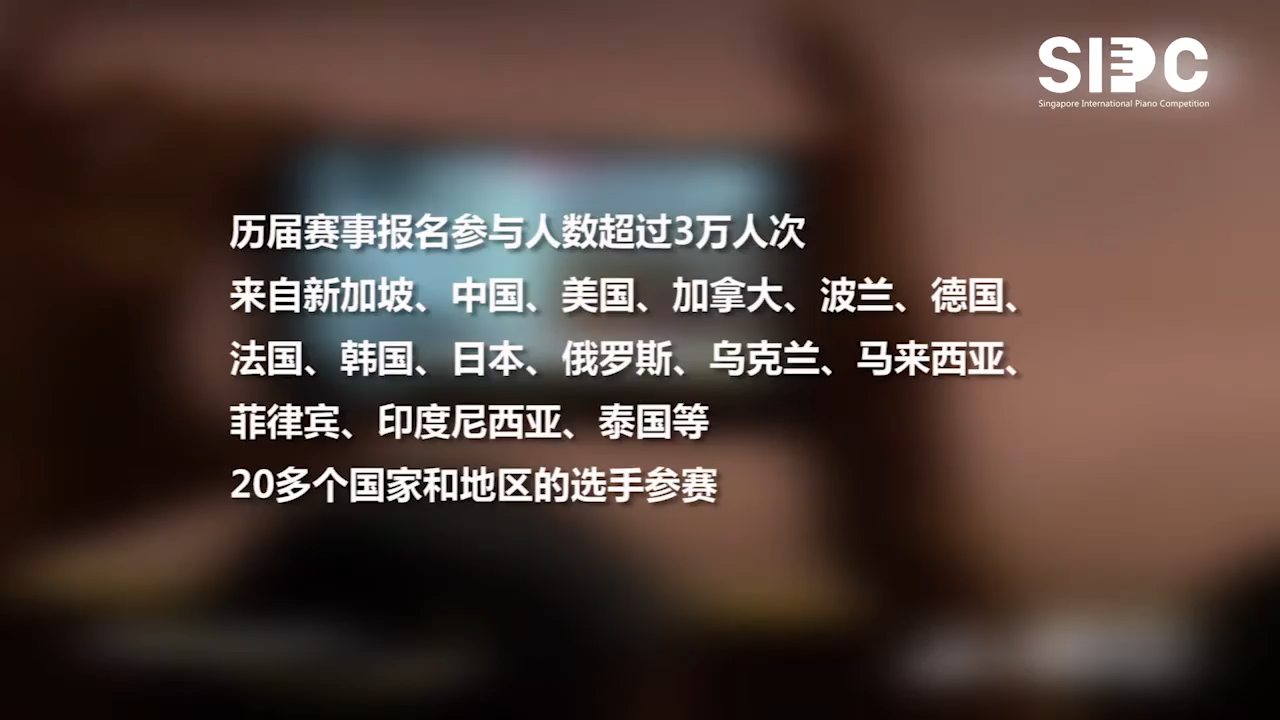 SIPC
Singapore International Piano Competition
历届赛事报名参与人数超过3万人次
来自新加坡、中国、美国、加拿大、波兰、德国、
法国、韩国、日本、俄罗斯、乌克兰、马来西亚、
菲律宾、印度尼西亚、泰国等
20多个国家和地区的选手参赛